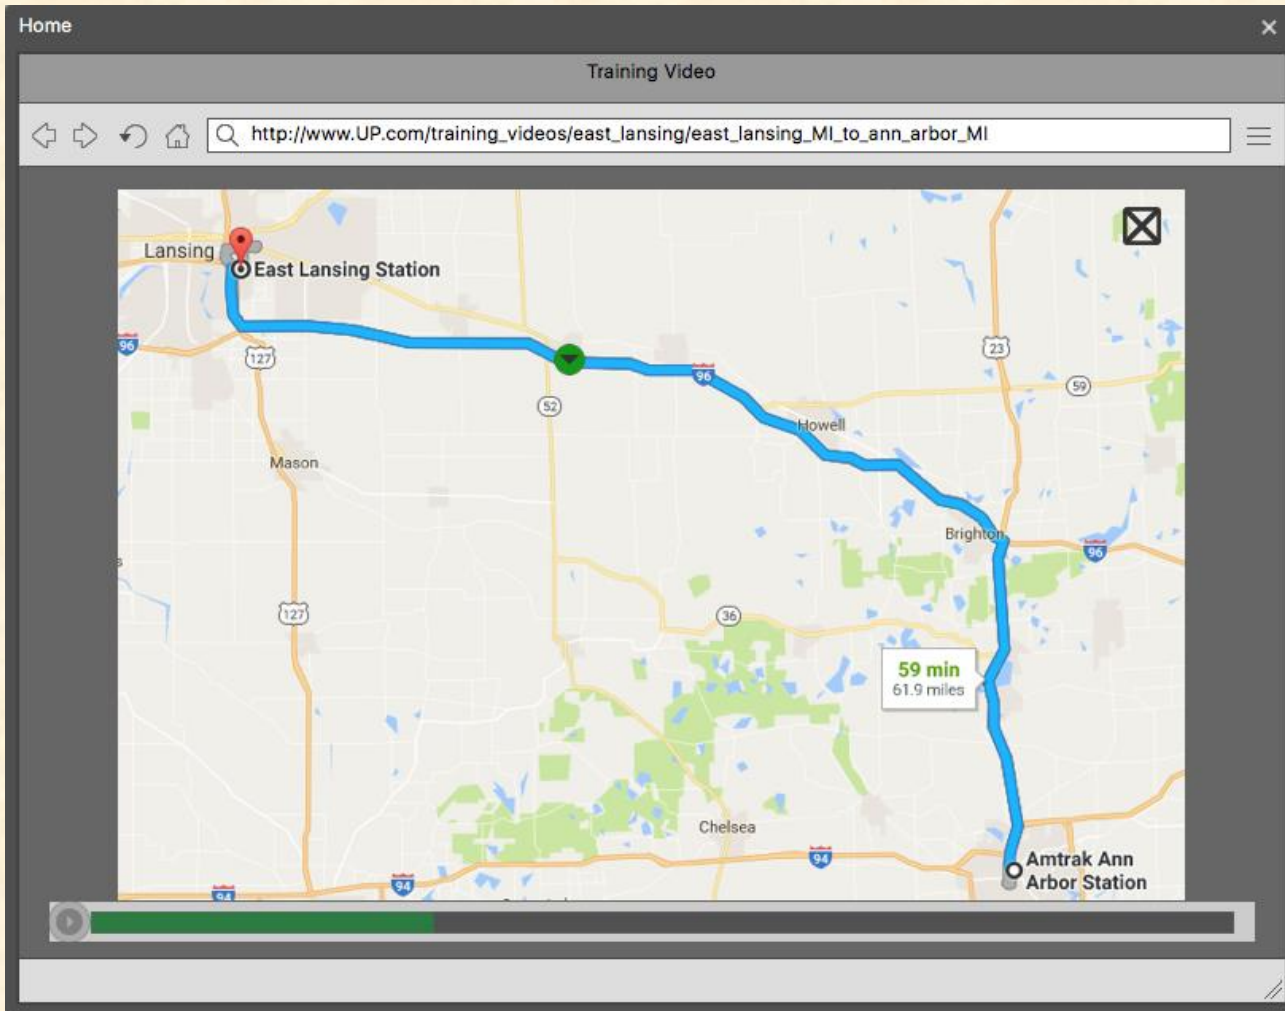 Home
Training Video
http://www.UP.com/training_videos/east_lansing/east_lansing_MI_to_ann_arbor_MI
Lansing
East Lansing Station
96
127
23
96
59
52
Howell
Mason
Brighton
96
127
36
59 min
61.9 miles
Chelsea
94
Amtrak Ann
Arbor Station
94
94